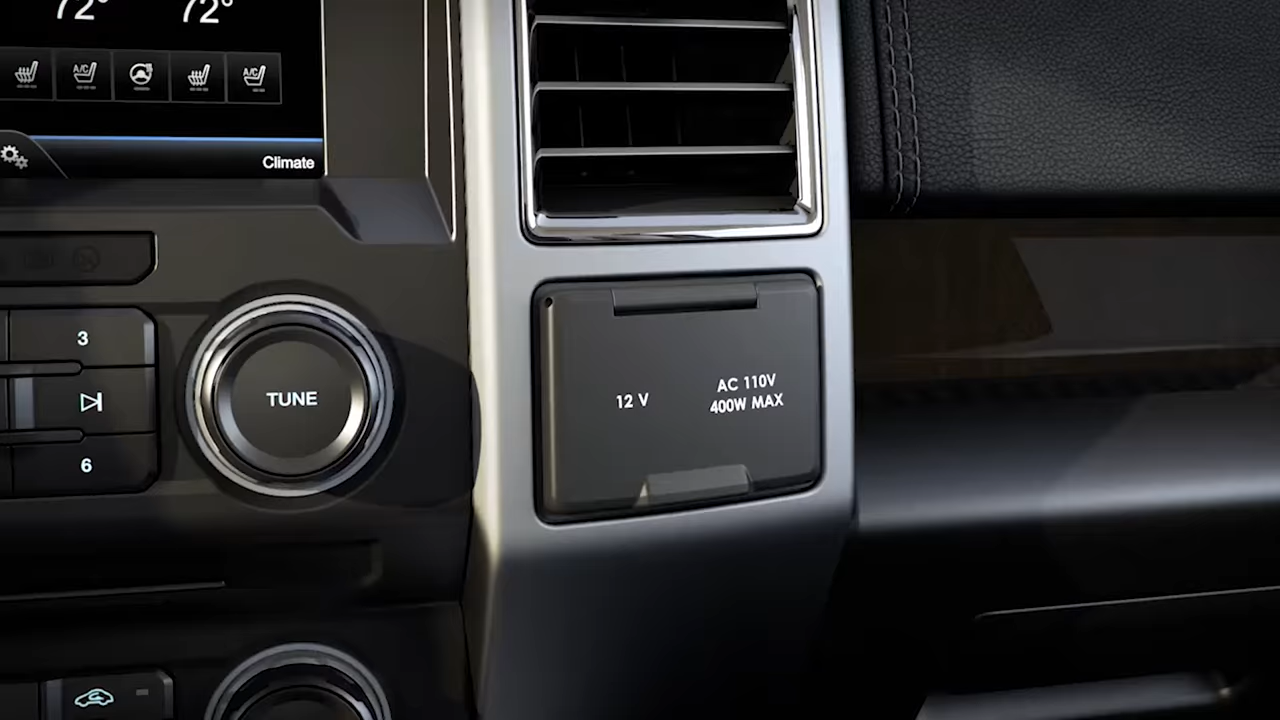 72° 72°
A/C A/C
Climate
3
TUNE
6
12 V
AC 110V
400W MAX